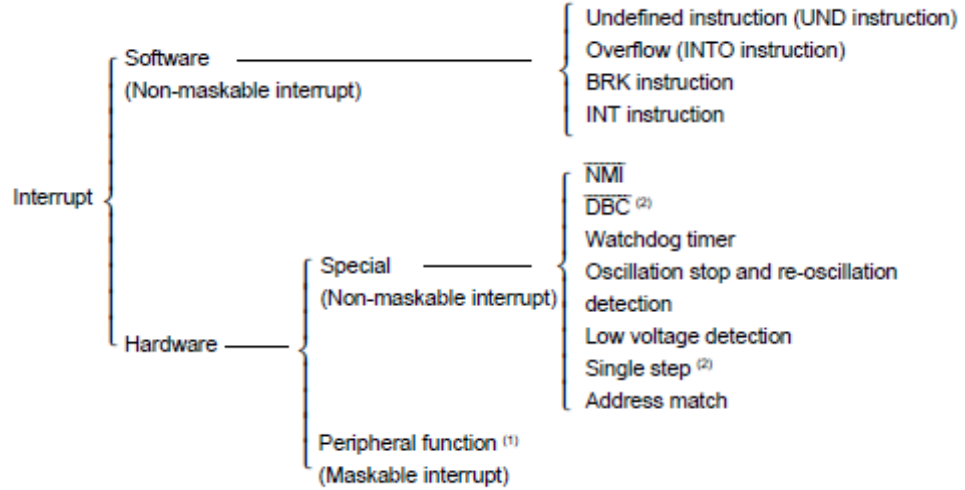 Undefined instruction (UND instruction)
Software
Overflow (INTO instruction)
(Non-maskable interrupt)
BRK instruction
INT instruction
Interrupt
NMI
DBC (2)
Watchdog timer
Special
Oscillation stop and re-oscillation
(Non-maskable interrupt)
detection
Hardware
Low voltage detection
Single step (2)
Address match
Peripheral function (1)
(Maskable interrupt)